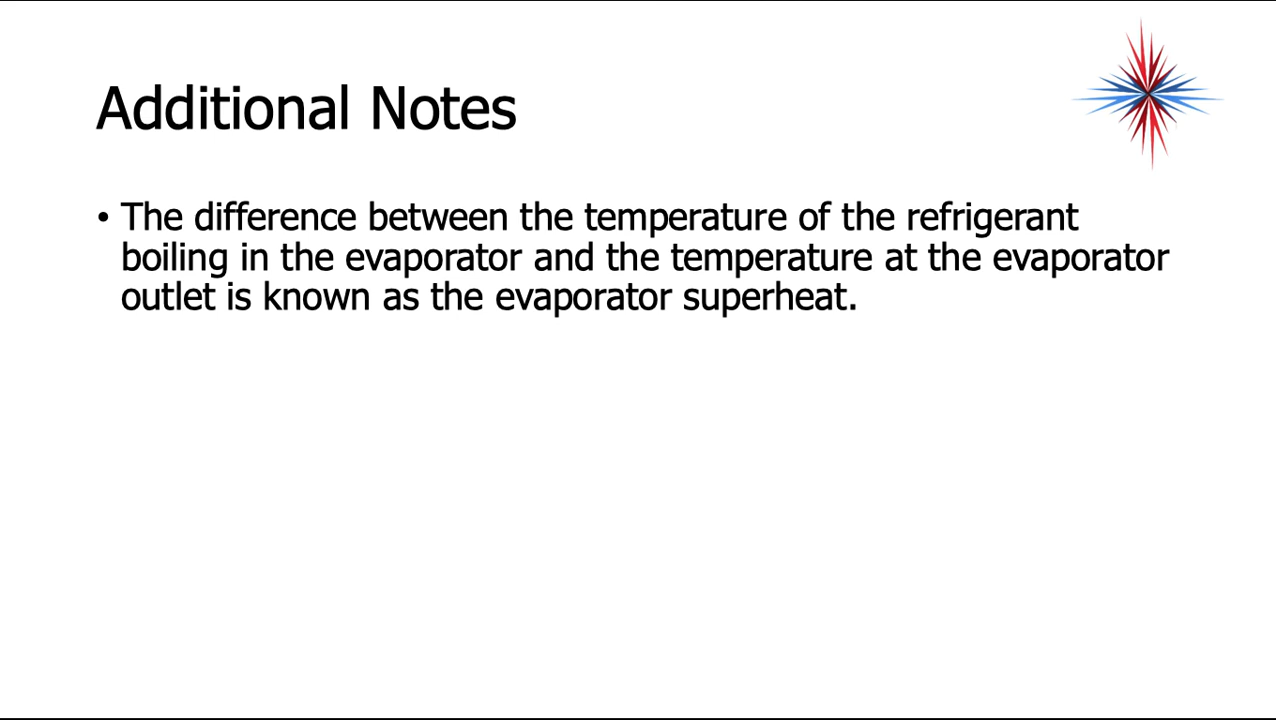 Additional Notes
• The difference between the temperature of the refrigerant
boiling in the evaporator and the temperature at the evaporator
outlet is known as the evaporator superheat.